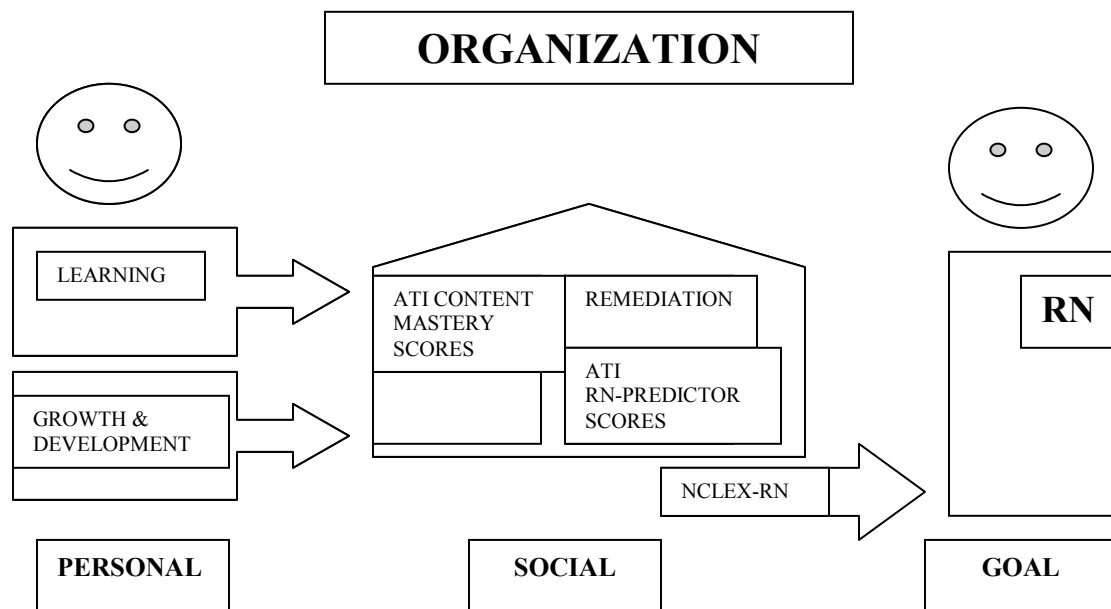 ORGANIZATION
LEARNING
GROWTH &
DEVELOPMENT
ATI CONTENT
MASTERY
SCORES
REMEDIATION
ATI
RN-PREDICTOR
SCORES
NCLEX-RN
RN
PERSONAL
SOCIAL
GOAL